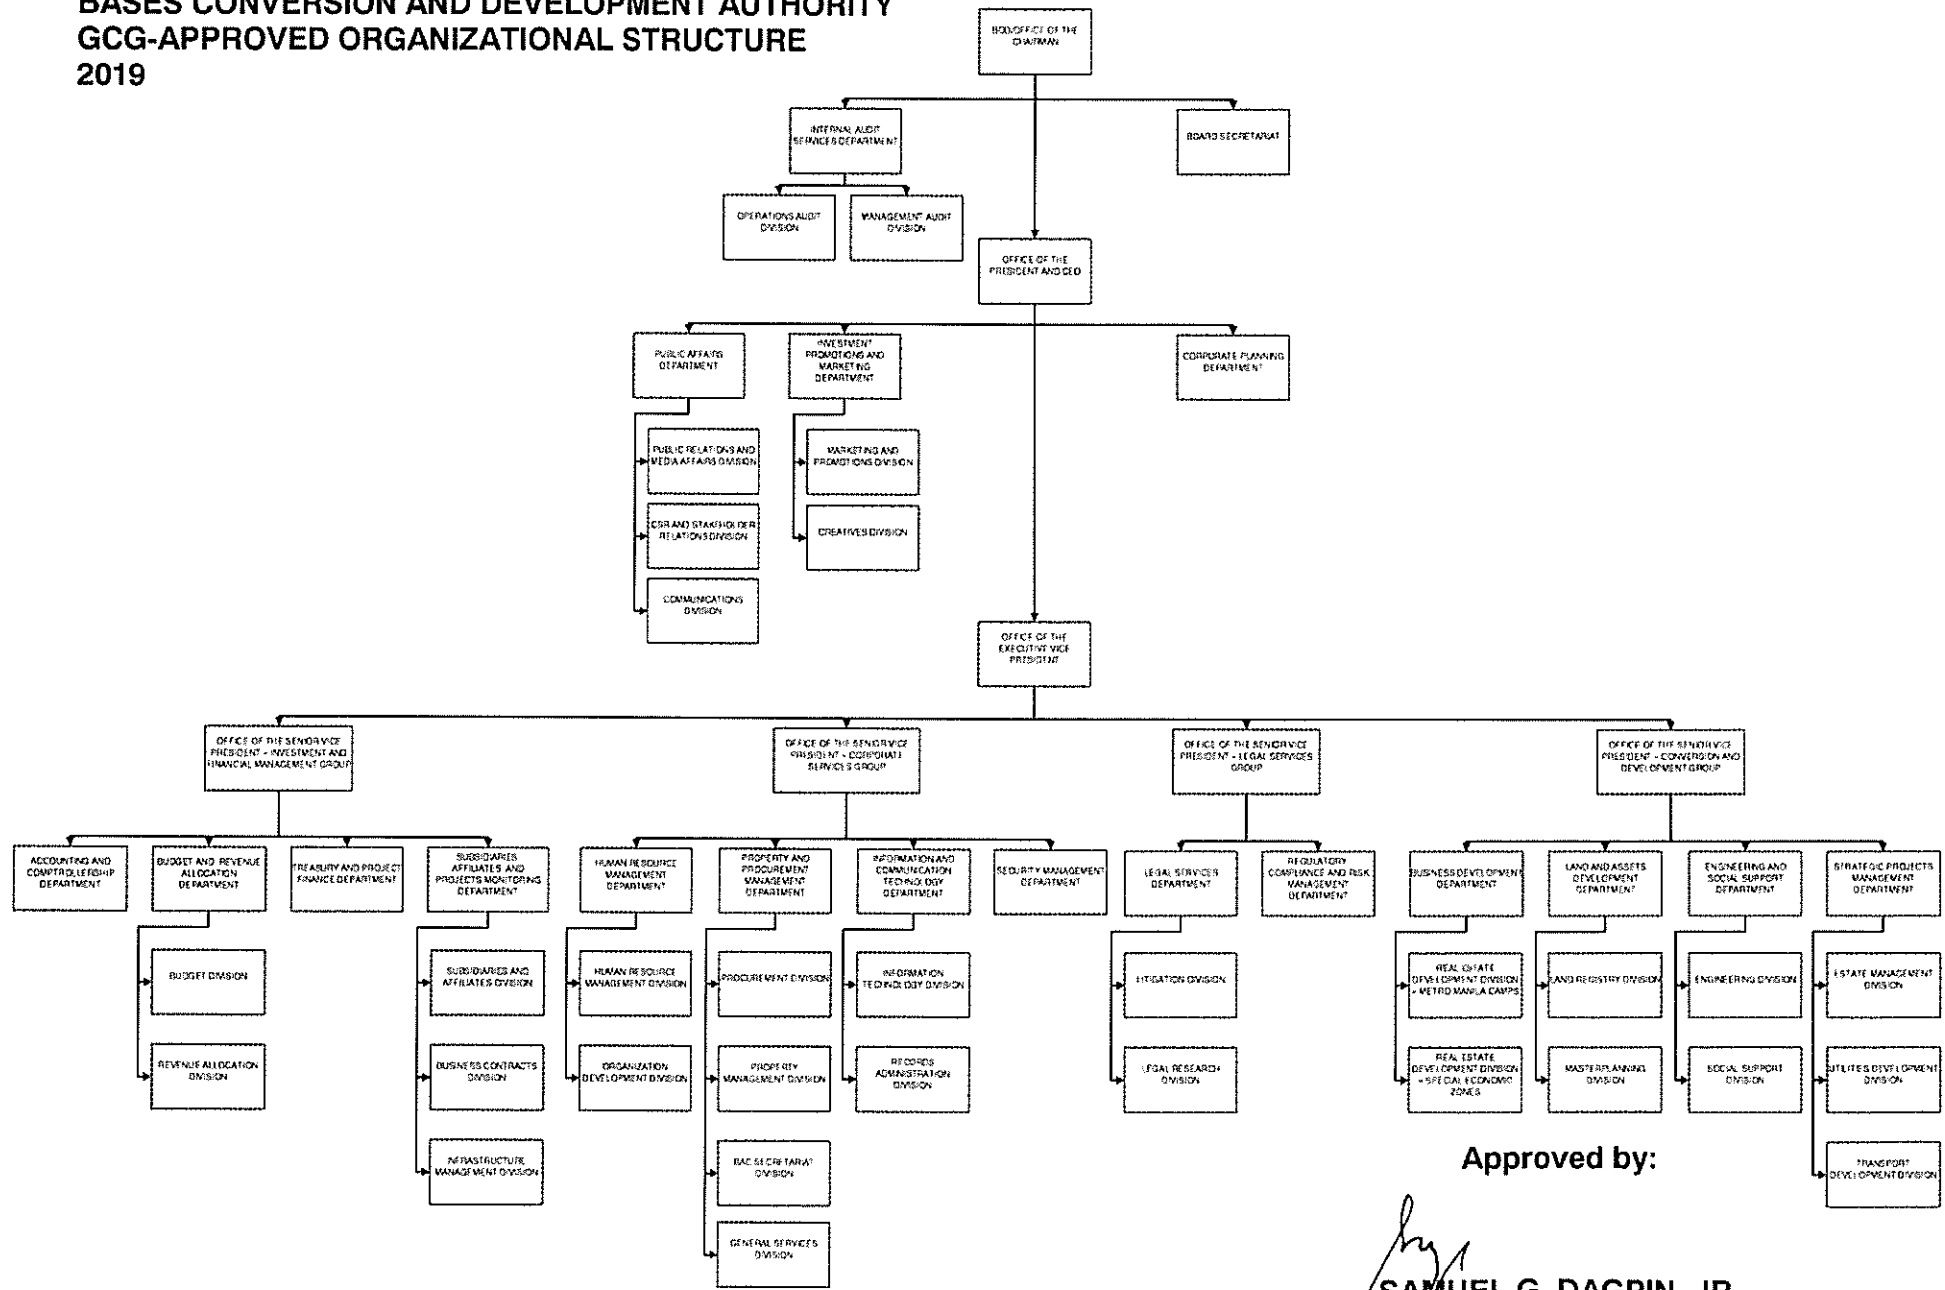 BASES CONVERSION AND DEVELOPMENT AUTHORITY
GCG-APPROVED ORGANIZATIONAL STRUCTURE
2019
BOD/OFFICE OF THE
CHAIRMAN
INTERNAL AUDIT
SERVICES DEPARTMENT
BOARD SECRETARIAT
OPERATIONS AUDIT
DIVISION
MANAGEMENT AUDIT
DIVISION
OFFICE OF THE
PRESIDENT AND CEO
PUBLIC AFFAIRS
DEPARTMENT
INVESTMENT
PROMOTIONS AND
MARKETING
DEPARTMENT
CORPORATE PLANNING
DEPARTMENT
PUBLIC RELATIONS AND
MEDIA AFFAIRS DIVISION
MARKETING AND
PROMOTIONS DIVISION
CSR AND STAKEHOLDER
RELATIONS DIVISION
CREATIVES DIVISION
COMMUNICATIONS
DIVISION
OFFICE OF THE
EXECUTIVE VICE
PRESIDENT
OFFICE OF THE SENIOR VICE
PRESIDENT - INVESTMENT AND
FINANCIAL MANAGEMENT GROUP
OFFICE OF THE SENIOR VICE
PRESIDENT - CORPORATE
SERVICES GROUP
OFFICE OF THE SENIOR VICE
PRESIDENT - LEGAL SERVICES
GROUP
OFFICE OF THE SENIOR VICE
PRESIDENT - CONVERSION AND
DEVELOPMENT GROUP
ACCOUNTING AND
COMPTROLLERSHIP
DEPARTMENT
BUDGET AND REVENUE
ALLOCATION
DEPARTMENT
TREASURY AND PROJECT
FINANCE DEPARTMENT
SUBSIDIARIES
AFFILIATES AND
PROJECTS MONITORING
DEPARTMENT
HUMAN RESOURCE
MANAGEMENT
DEPARTMENT
PROPERTY AND
PROCUREMENT
MANAGEMENT
DEPARTMENT
INFORMATION AND
COMMUNICATION
TECHNOLOGY
DEPARTMENT
SECURITY MANAGEMENT
DEPARTMENT
LEGAL SERVICES
DEPARTMENT
REGULATORY
COMPLIANCE AND RISK
MANAGEMENT
DEPARTMENT
BUSINESS DEVELOPMENT
DEPARTMENT
LAND AND ASSETS
DEVELOPMENT
DEPARTMENT
ENGINEERING AND
SOCIAL SUPPORT
DEPARTMENT
STRATEGIC PROJECTS
MANAGEMENT
DEPARTMENT
BUDGET DIVISION
SUBSIDIARIES AND
AFFILIATES DIVISION
HUMAN RESOURCE
MANAGEMENT DIVISION
PROCUREMENT DIVISION
INFORMATION
TECHNOLOGY DIVISION
LITIGATION DIVISION
REAL ESTATE
DEVELOPMENT DIVISION
- METRO MANILA CAMPS
LAND REGISTRY DIVISION
ENGINEERING DIVISION
ESTATE MANAGEMENT
DIVISION
REVENUE ALLOCATION
DIVISION
BUSINESS CONTRACTS
DIVISION
ORGANIZATION
DEVELOPMENT DIVISION
PROPERTY
MANAGEMENT DIVISION
RECORDS
ADMINISTRATION
DIVISION
LEGAL RESEARCH
DIVISION
REAL ESTATE
DEVELOPMENT DIVISION
- SPECIAL ECONOMIC
ZONES
MASTERPLANNING
DIVISION
SOCIAL SUPPORT
DIVISION
UTILITIES DEVELOPMENT
DIVISION
INFRASTRUCTURE
MANAGEMENT DIVISION
BAC SECRETARIAT
DIVISION
TRANSPORT
DEVELOPMENT DIVISION
GENERAL SERVICES
DIVISION
Approved by:
SAMUEL G. DAGPIN, JR.